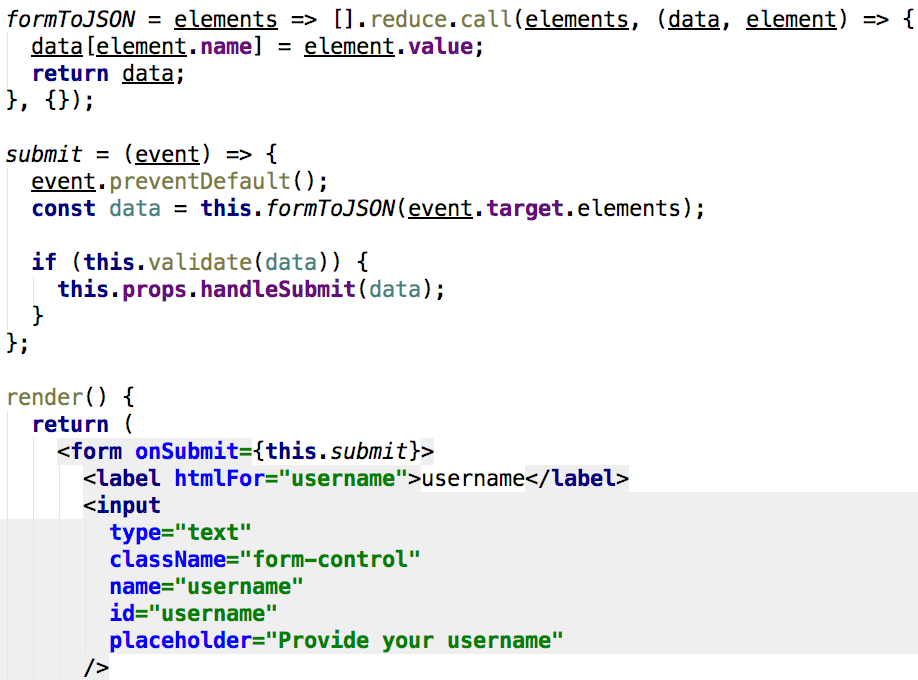 formToJSON = elements => [].reduce.call(elements, (data, element) => {
  data[element.name] = element.value;
  return data;
}, {});

submit = (event) => {
  event.preventDefault();
  const data = this.formToJSON(event.target.elements);

  if (this.validate(data)) {
    this.props.handleSubmit(data);
  }
};

render() {
  return (
    <form onSubmit={this.submit}>
      <label htmlFor="username">username</label>
      <input
        type="text"
        className="form-control"
        name="username"
        id="username"
        placeholder="Provide your username"
      />